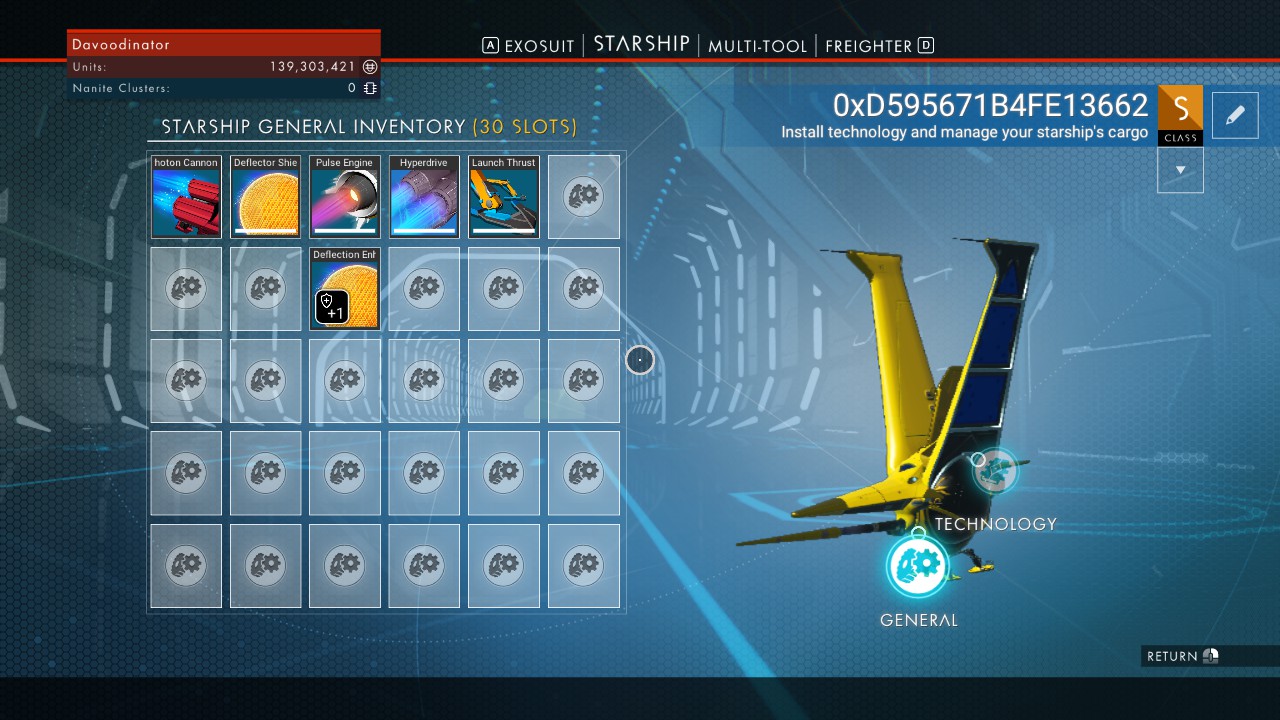 Davoodinator
Units: 139,303,421
Nanite Clusters: 0
A EXOSUIT STARSHIP MULTI-TOOL FREIGHTER D
STARSHIP GENERAL INVENTORY (30 SLOTS)
0xD595671B4FE13662
Install technology and manage your starship's cargo
S
CLASS
hoton Cannon Deflector Shie Pulse Engine Hyperdrive Launch Thrust
Deflection Enh
+1
TECHNOLOGY
GENERAL
RETURN